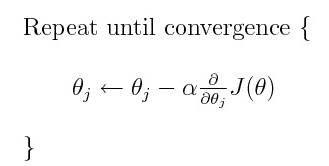 Repeat until convergence {
θ_j ← θ_j − α ∂/∂θ_j J(θ)
}